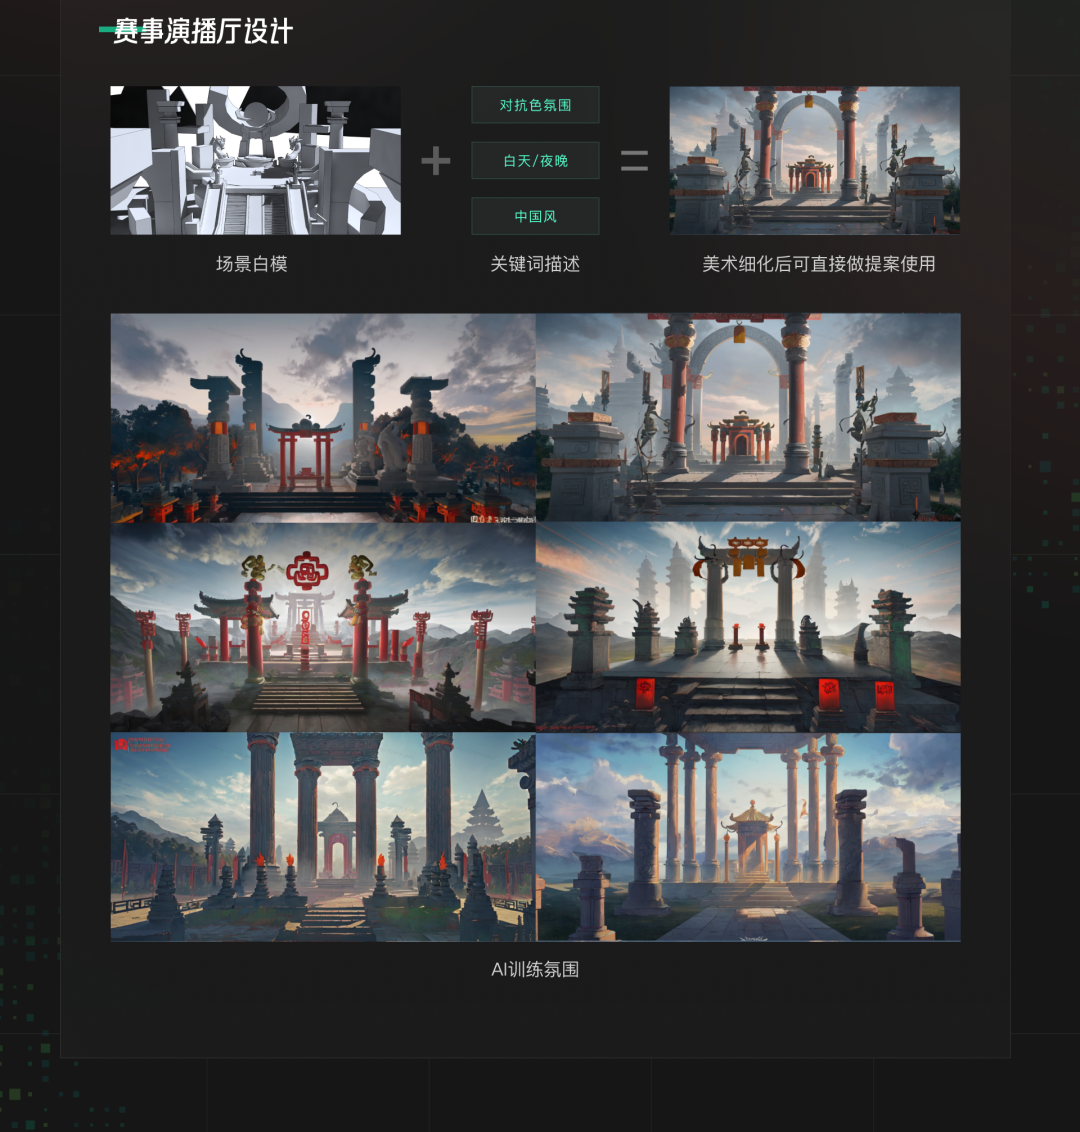 赛事演播厅设计
对抗色氛围
白天/夜晚
中国风
场景白模
关键词描述
美术细化后可直接做提案使用
AI训练氛围